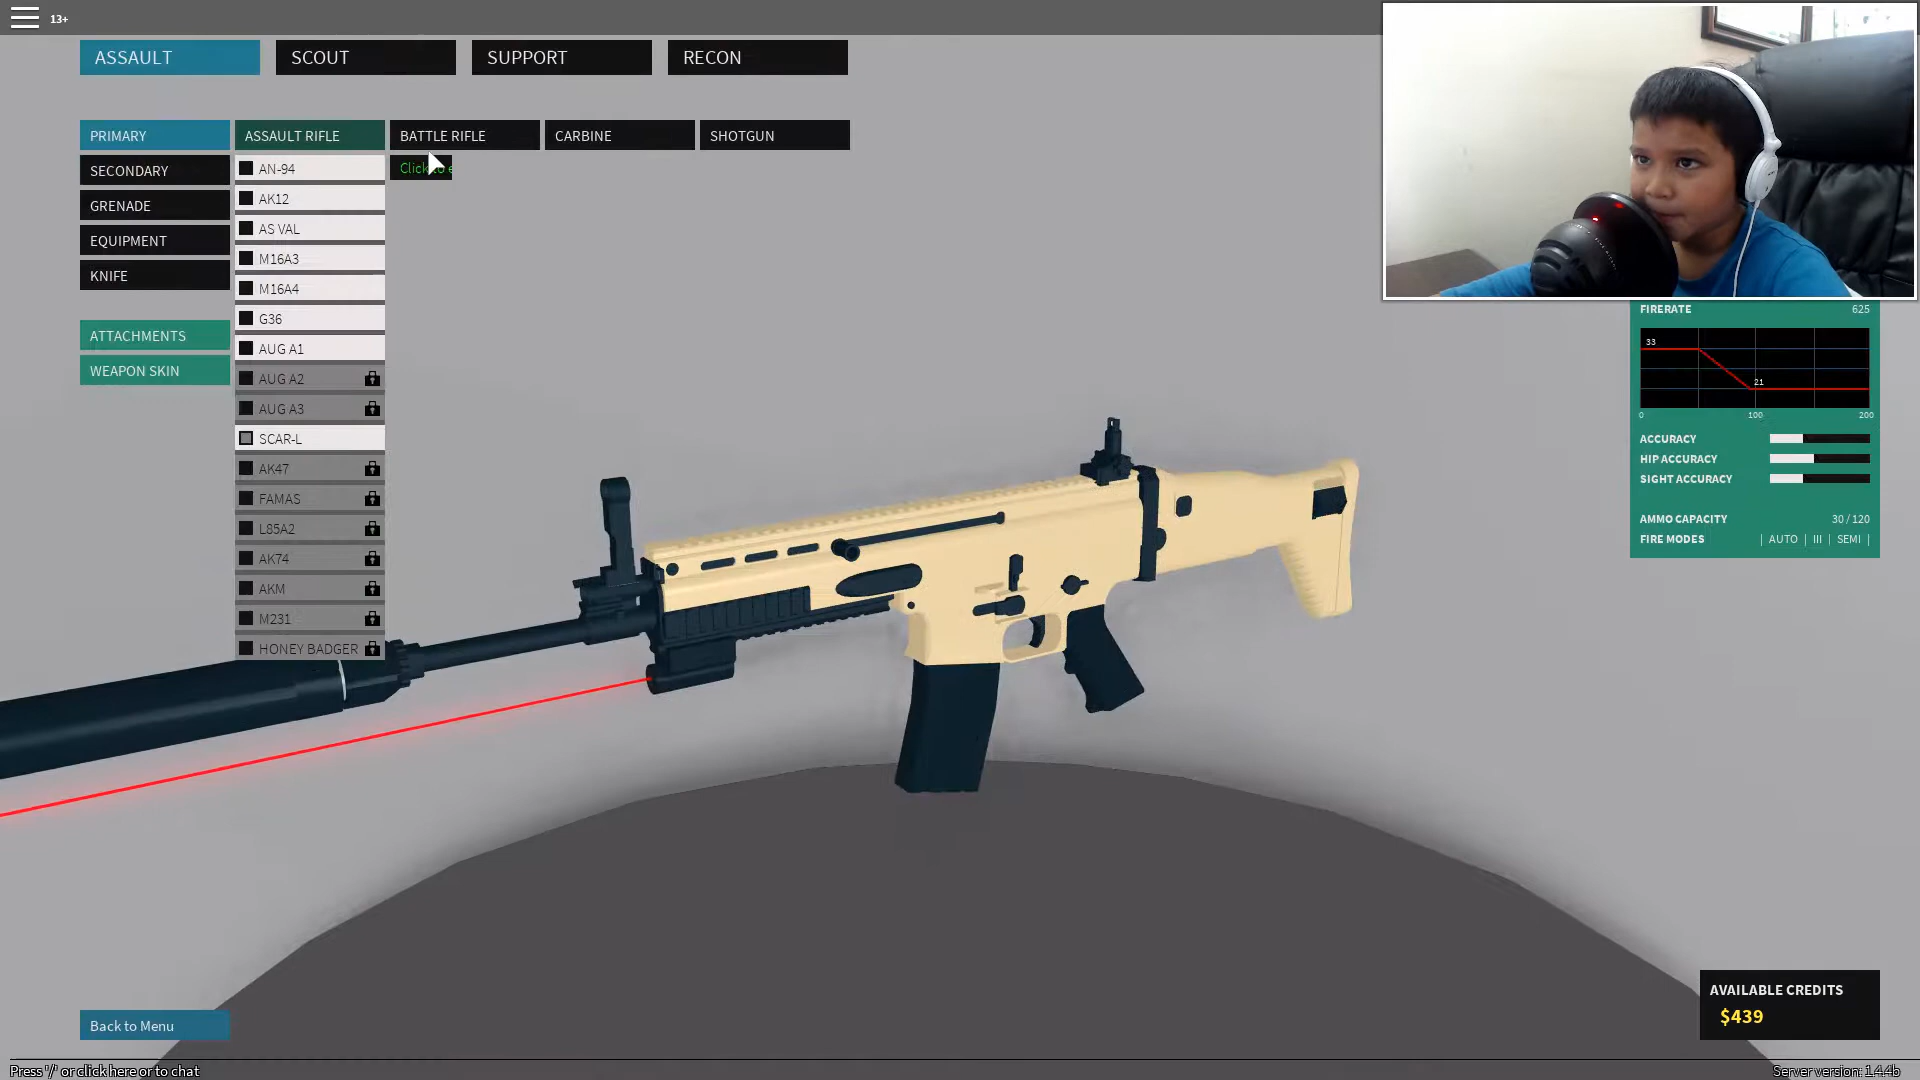 13+
ASSAULT SCOUT SUPPORT RECON
PRIMARY ASSAULT RIFLE BATTLE RIFLE CARBINE SHOTGUN
SECONDARY
GRENADE
EQUIPMENT
KNIFE
ATTACHMENTS
WEAPON SKIN
AN-94
AK12
AS VAL
M16A3
M16A4
G36
AUG A1
AUG A2
AUG A3
SCAR-L
AK47
FAMAS
L85A2
AK74
AKM
M231
HONEY BADGER
FIRERATE 625
33
21
0 100 200
ACCURACY
HIP ACCURACY
SIGHT ACCURACY
AMMO CAPACITY 30 / 120
FIRE MODES | AUTO | III | SEMI |
AVAILABLE CREDITS
$439
Back to Menu
Press '/' or click here or to chat
Server version: 1.4.4b